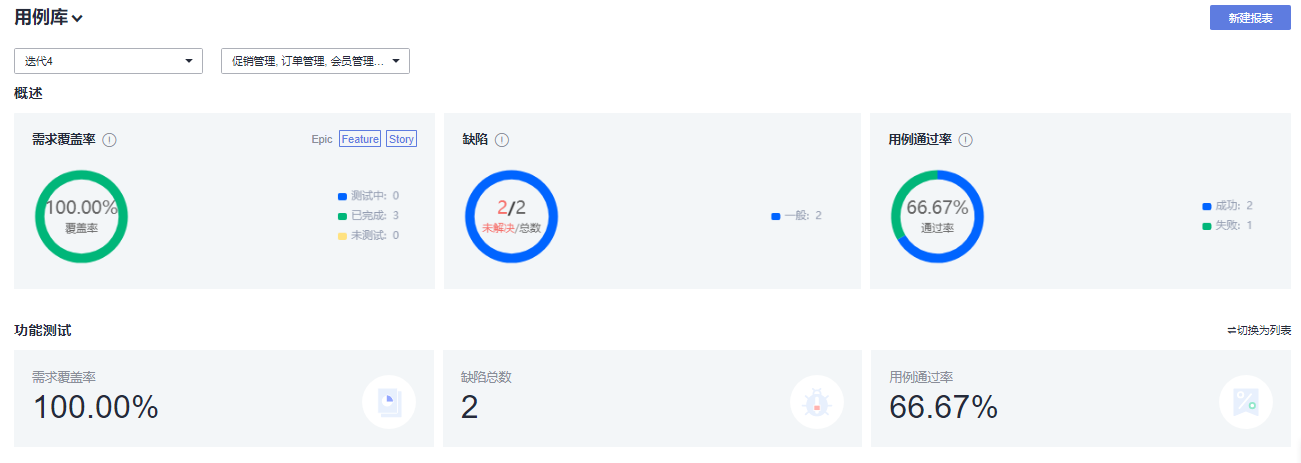 用例库
新建报表
迭代4
促销管理, 订单管理, 会员管理...
概述
需求覆盖率
Epic Feature Story
100.00%
覆盖率
测试中: 0
已完成: 3
未测试: 0
缺陷
2/2
未解决/总数
一般: 2
用例通过率
66.67%
通过率
成功: 2
失败: 1
功能测试
切换为列表
需求覆盖率
100.00%
缺陷总数
2
用例通过率
66.67%